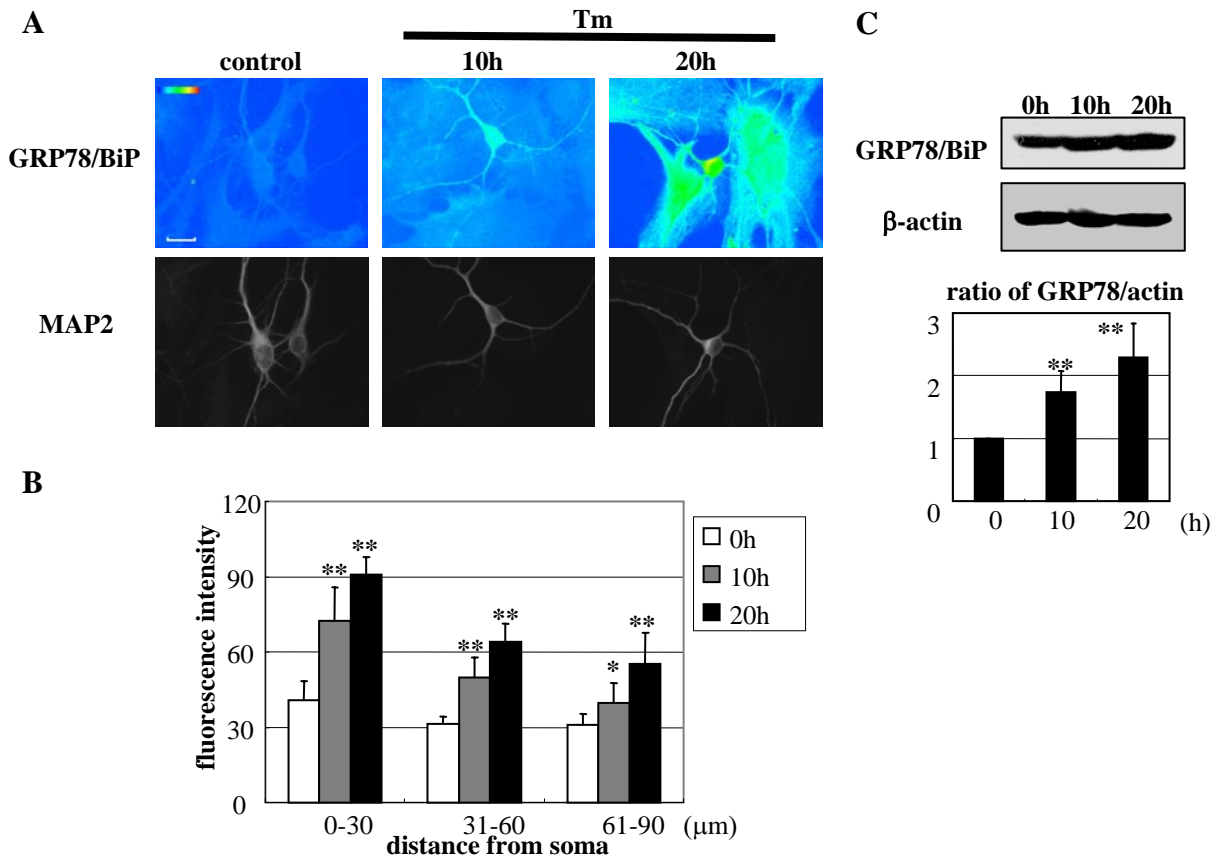 A
Tm
control
10h
20h
GRP78/BiP
MAP2
B
120
90
60
30
0
fluorescence intensity
** **
** **
* **
0h
10h
20h
0-30
31-60
61-90
(μm)
distance from soma
C
0h 10h 20h
GRP78/BiP
β-actin
ratio of GRP78/actin
3
2
1
0
**
**
0
10
20
(h)